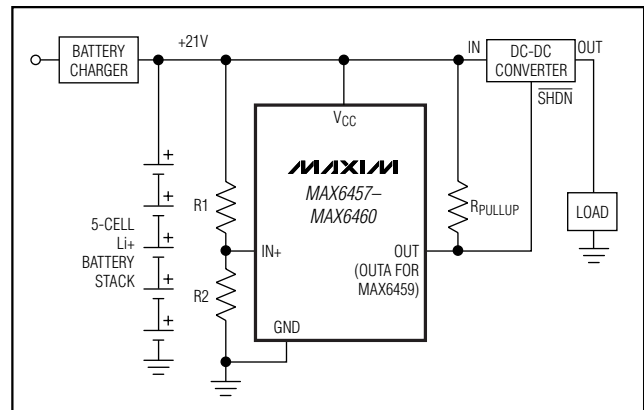 BATTERY
CHARGER
+21V
IN
DC-DC
CONVERTER
OUT
SHDN
VCC
MAXIM
MAX6457–
MAX6460
R1
RPULLUP
LOAD
5-CELL
Li+
BATTERY
STACK
IN+
OUT
(OUTA FOR
MAX6459)
R2
GND
+
+
+
+
+